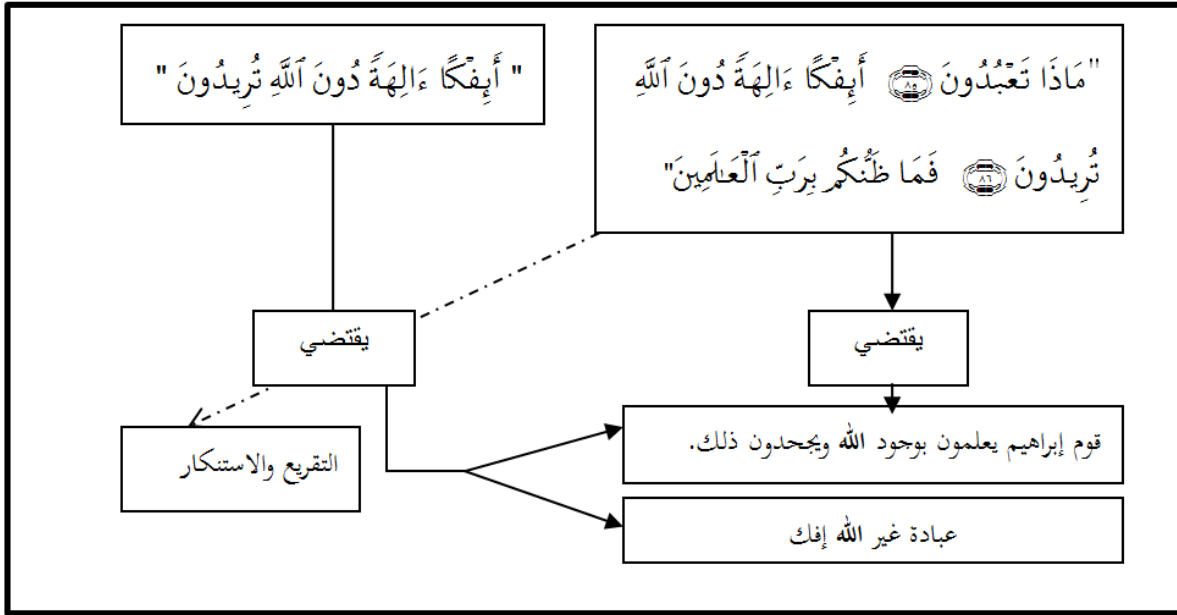 "مَاذَا تَعْبُدُونَ ٨٥ أَئِفْكًا ءَالِهَةً دُونَ ٱللَّهِ
تُرِيدُونَ ٨٦ فَمَا ظَنُّكُم بِرَبِّ ٱلْعَٰلَمِينَ"
" أَئِفْكًا ءَالِهَةً دُونَ ٱللَّهِ تُرِيدُونَ "
يقتضي
يقتضي
قوم إبراهيم يعلمون بوجود الله ويجحدون ذلك.
التقريع والاستنكار
عبادة غير الله إفك